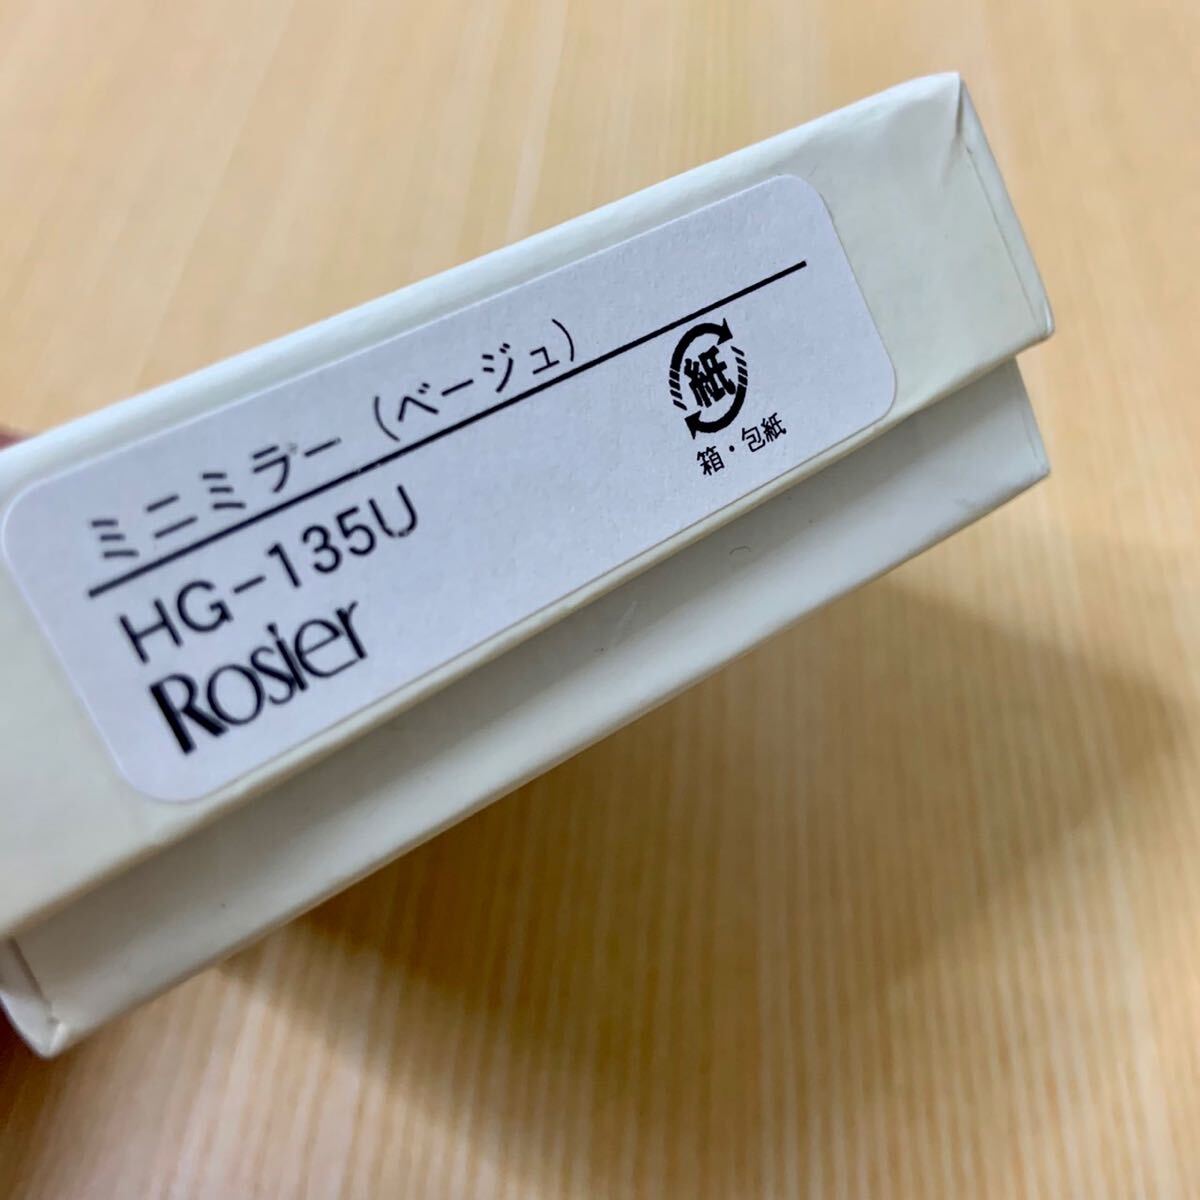 ミニミラー(ベージュ)
HG-135U
Rosier
紙
箱・包紙